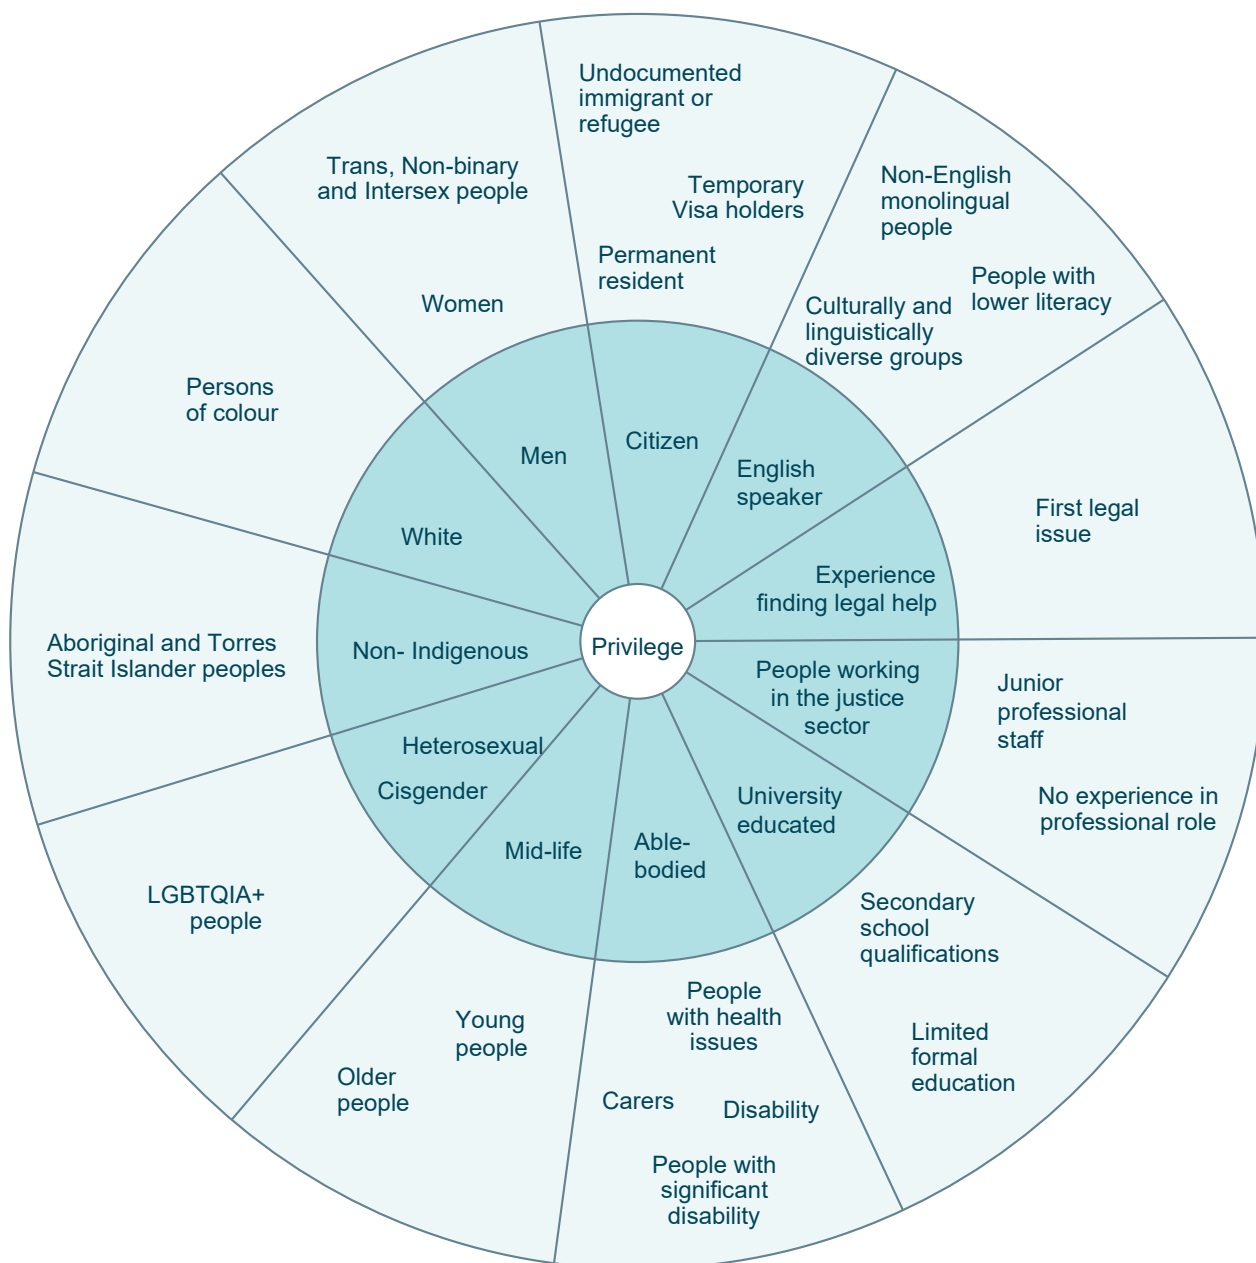 Undocumented
immigrant or
refugee
Temporary
Visa holders
Permanent
resident
Citizen
Non-English
monolingual
people
People with
lower literacy
Culturally and
linguistically
diverse groups
English
speaker
First legal
issue
Experience
finding legal help
Junior
professional
staff
No experience in
professional role
People working
in the justice
sector
Secondary
school
qualifications
Limited
formal
education
University
educated
People
with health
issues
Carers
Disability
People with
significant
disability
Able-
bodied
Young
people
Older
people
Mid-life
LGBTQIA+
people
Heterosexual
Cisgender
Aboriginal and Torres
Strait Islander peoples
Non- Indigenous
Persons
of colour
White
Trans, Non-binary
and Intersex people
Women
Men
Privilege